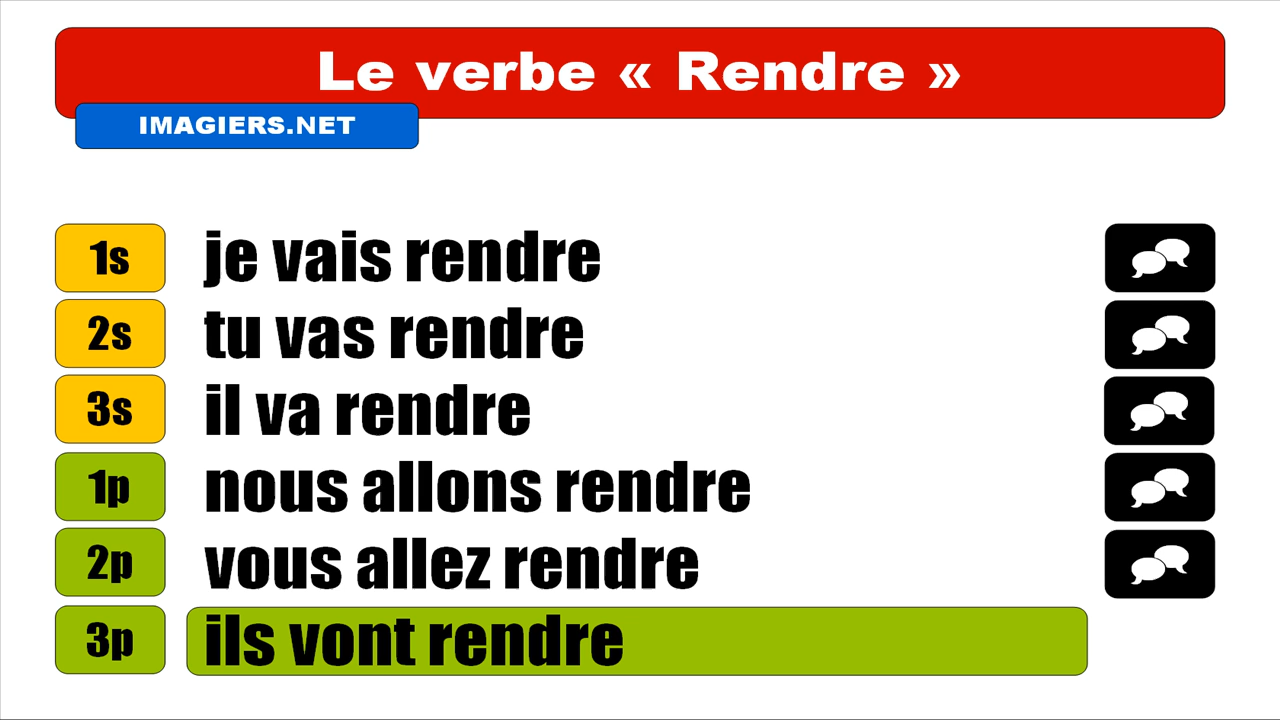 Le verbe « Rendre »
IMAGIERS.NET
1s je vais rendre
2s tu vas rendre
3s il va rendre
1p nous allons rendre
2p vous allez rendre
3p ils vont rendre